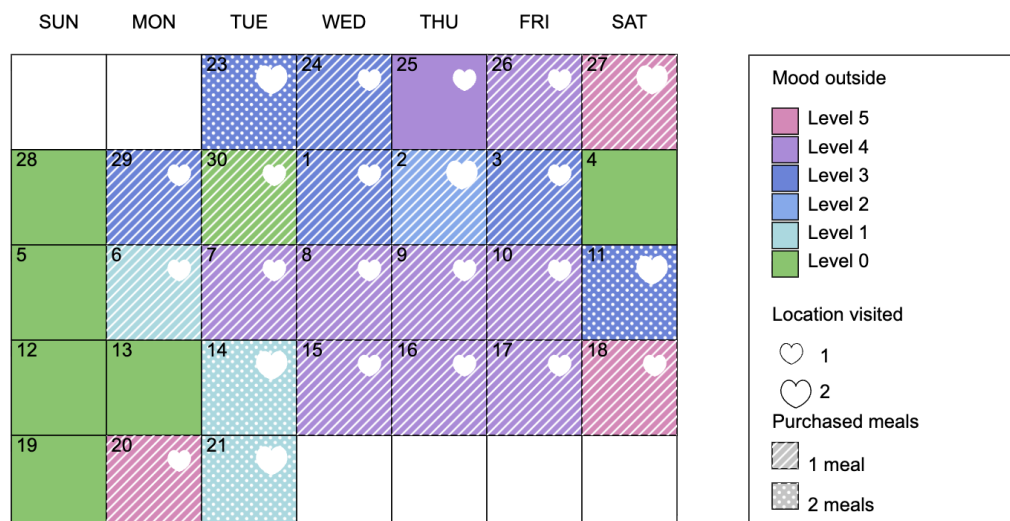 SUN MON TUE WED THU FRI SAT
23 24 25 26 27
28 29 30 1 2 3 4
5 6 7 8 9 10 11
12 13 14 15 16 17 18
19 20 21
Mood outside
Level 5
Level 4
Level 3
Level 2
Level 1
Level 0
Location visited
1
2
Purchased meals
1 meal
2 meals